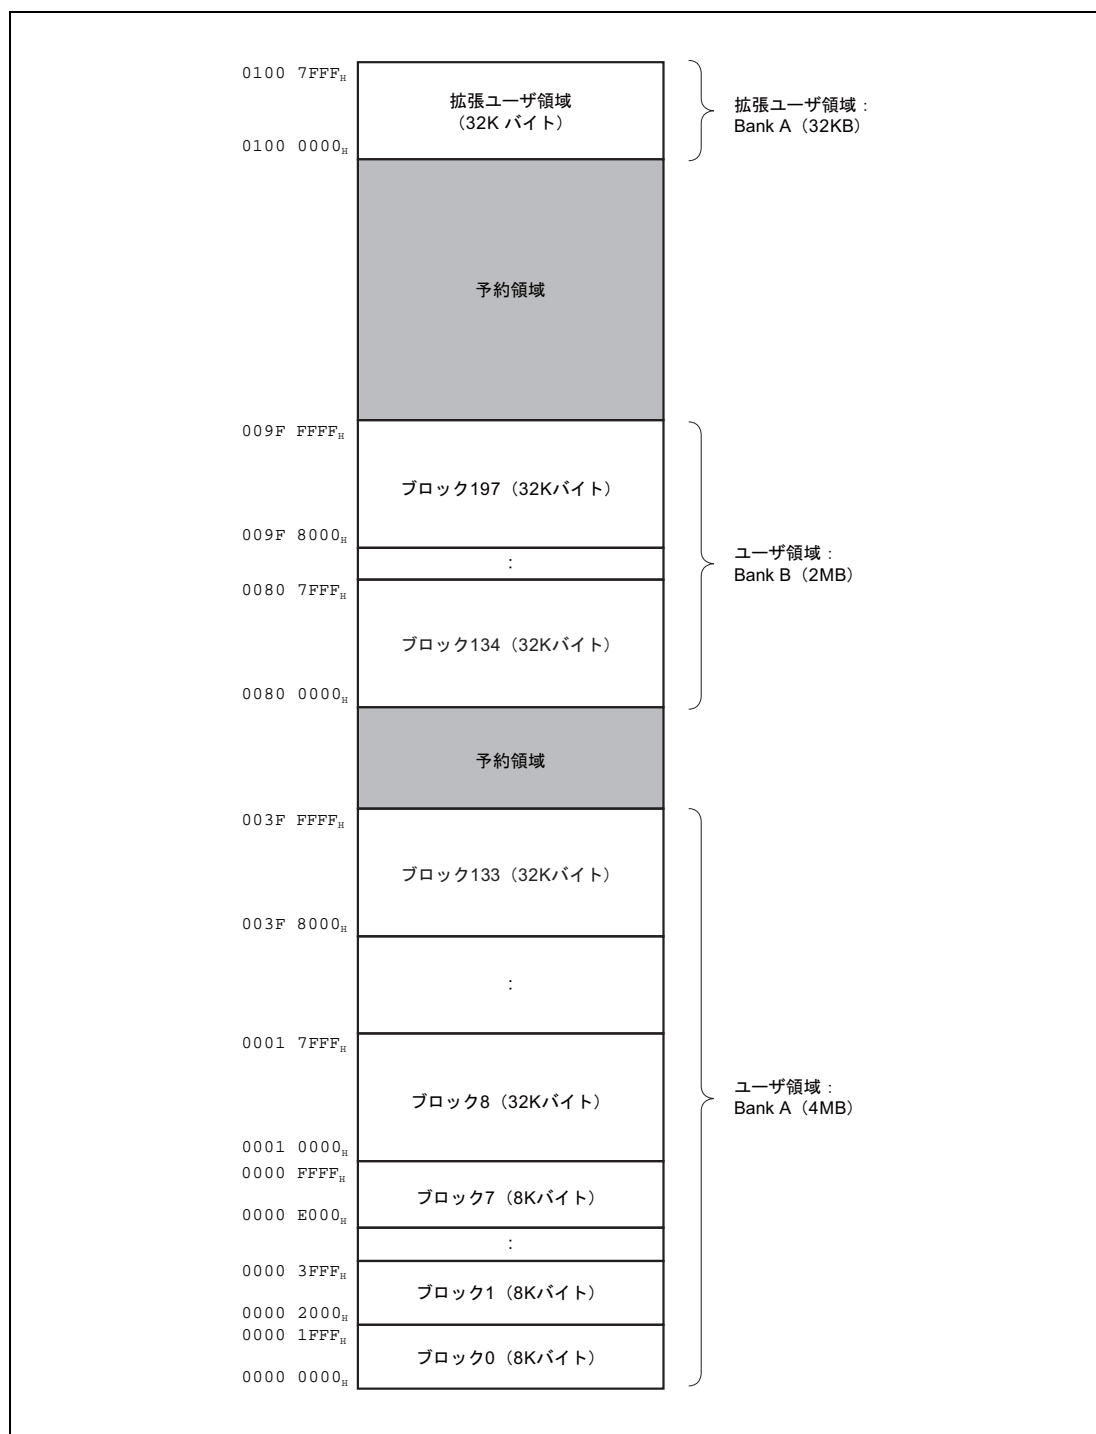 0100 7FFFH
拡張ユーザ領域
(32K バイト)
0100 0000H
拡張ユーザ領域：
Bank A（32KB）
予約領域
009F FFFFH
ブロック197（32Kバイト）
009F 8000H
:
0080 7FFFH
ブロック134（32Kバイト）
0080 0000H
ユーザ領域：
Bank B（2MB）
予約領域
003F FFFFH
ブロック133（32Kバイト）
003F 8000H
:
0001 7FFFH
ブロック8（32Kバイト）
0001 0000H
0000 FFFFH
ブロック7（8Kバイト）
0000 E000H
:
0000 3FFFH
ブロック1（8Kバイト）
0000 2000H
0000 1FFFH
ブロック0（8Kバイト）
0000 0000H
ユーザ領域：
Bank A（4MB）